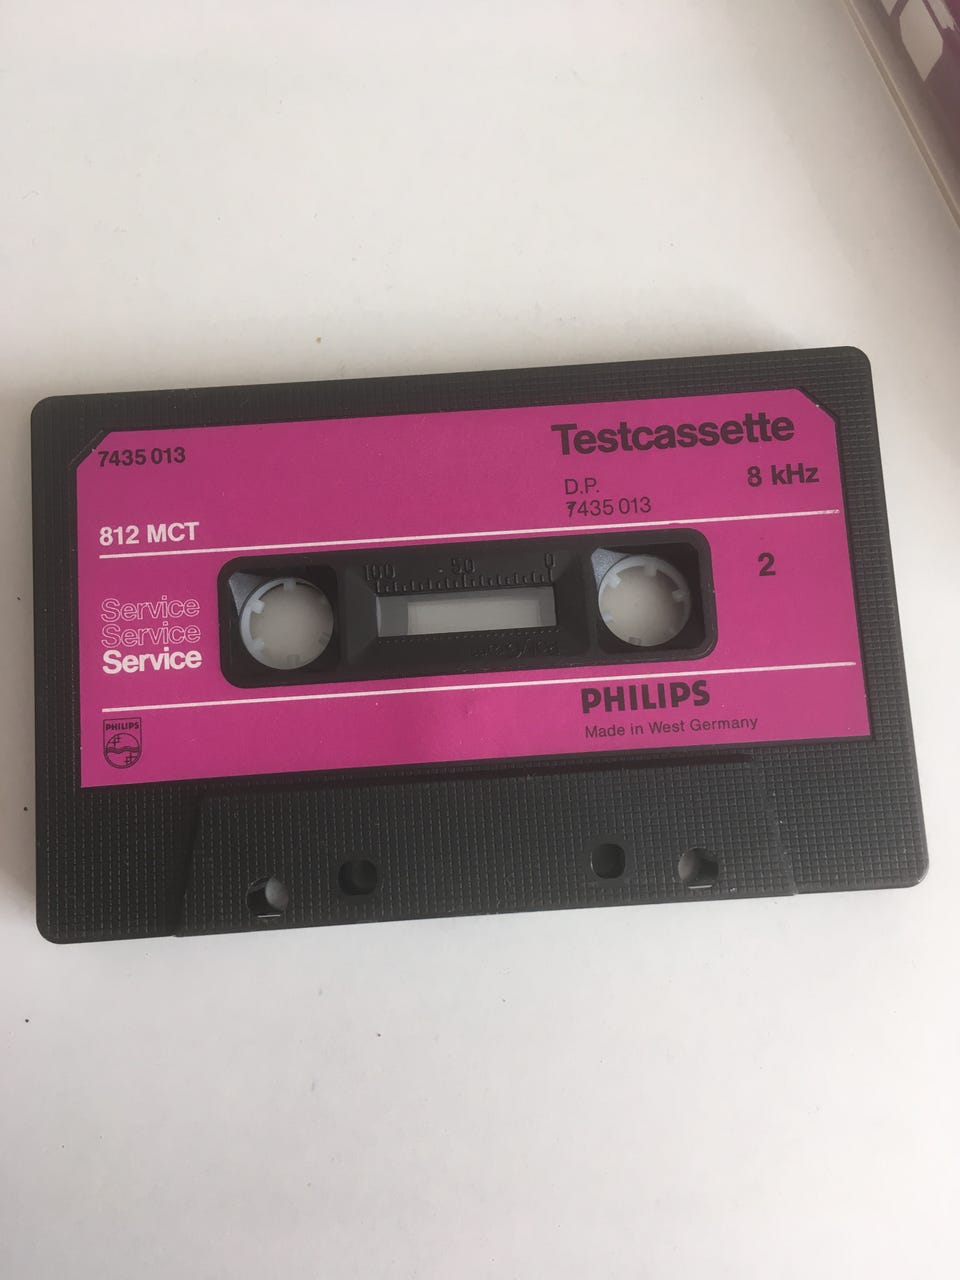 7435 013
Testcassette
8 kHz
D.P.
7435 013
812 MCT
2
100 50 0
Service
Service
Service
PHILIPS
PHILIPS
Made in West Germany